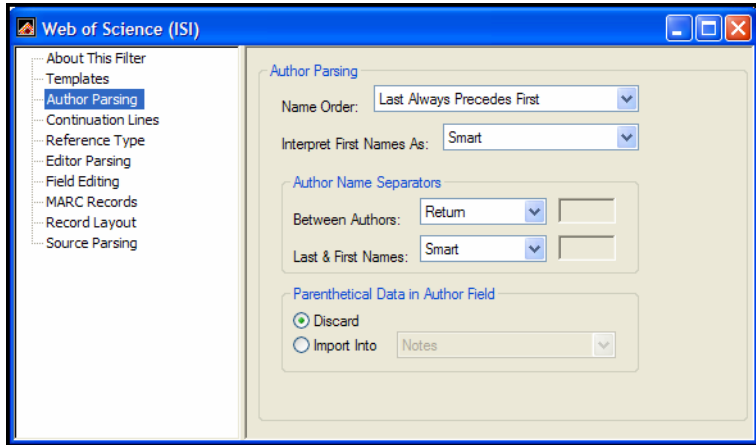 Web of Science (ISI)
About This Filter
Templates
Author Parsing
Continuation Lines
Reference Type
Editor Parsing
Field Editing
MARC Records
Record Layout
Source Parsing
Author Parsing
Name Order: Last Always Precedes First
Interpret First Names As: Smart
Author Name Separators
Between Authors: Return
Last & First Names: Smart
Parenthetical Data in Author Field
Discard
Import Into Notes